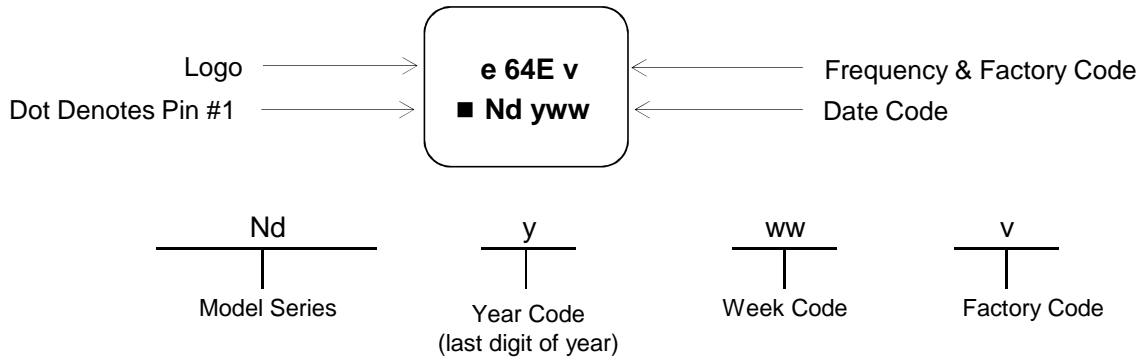 Logo
e 64E v
Frequency & Factory Code
Dot Denotes Pin #1
■ Nd yww
Date Code
Nd
y
ww
v
Model Series
Year Code
(last digit of year)
Week Code
Factory Code